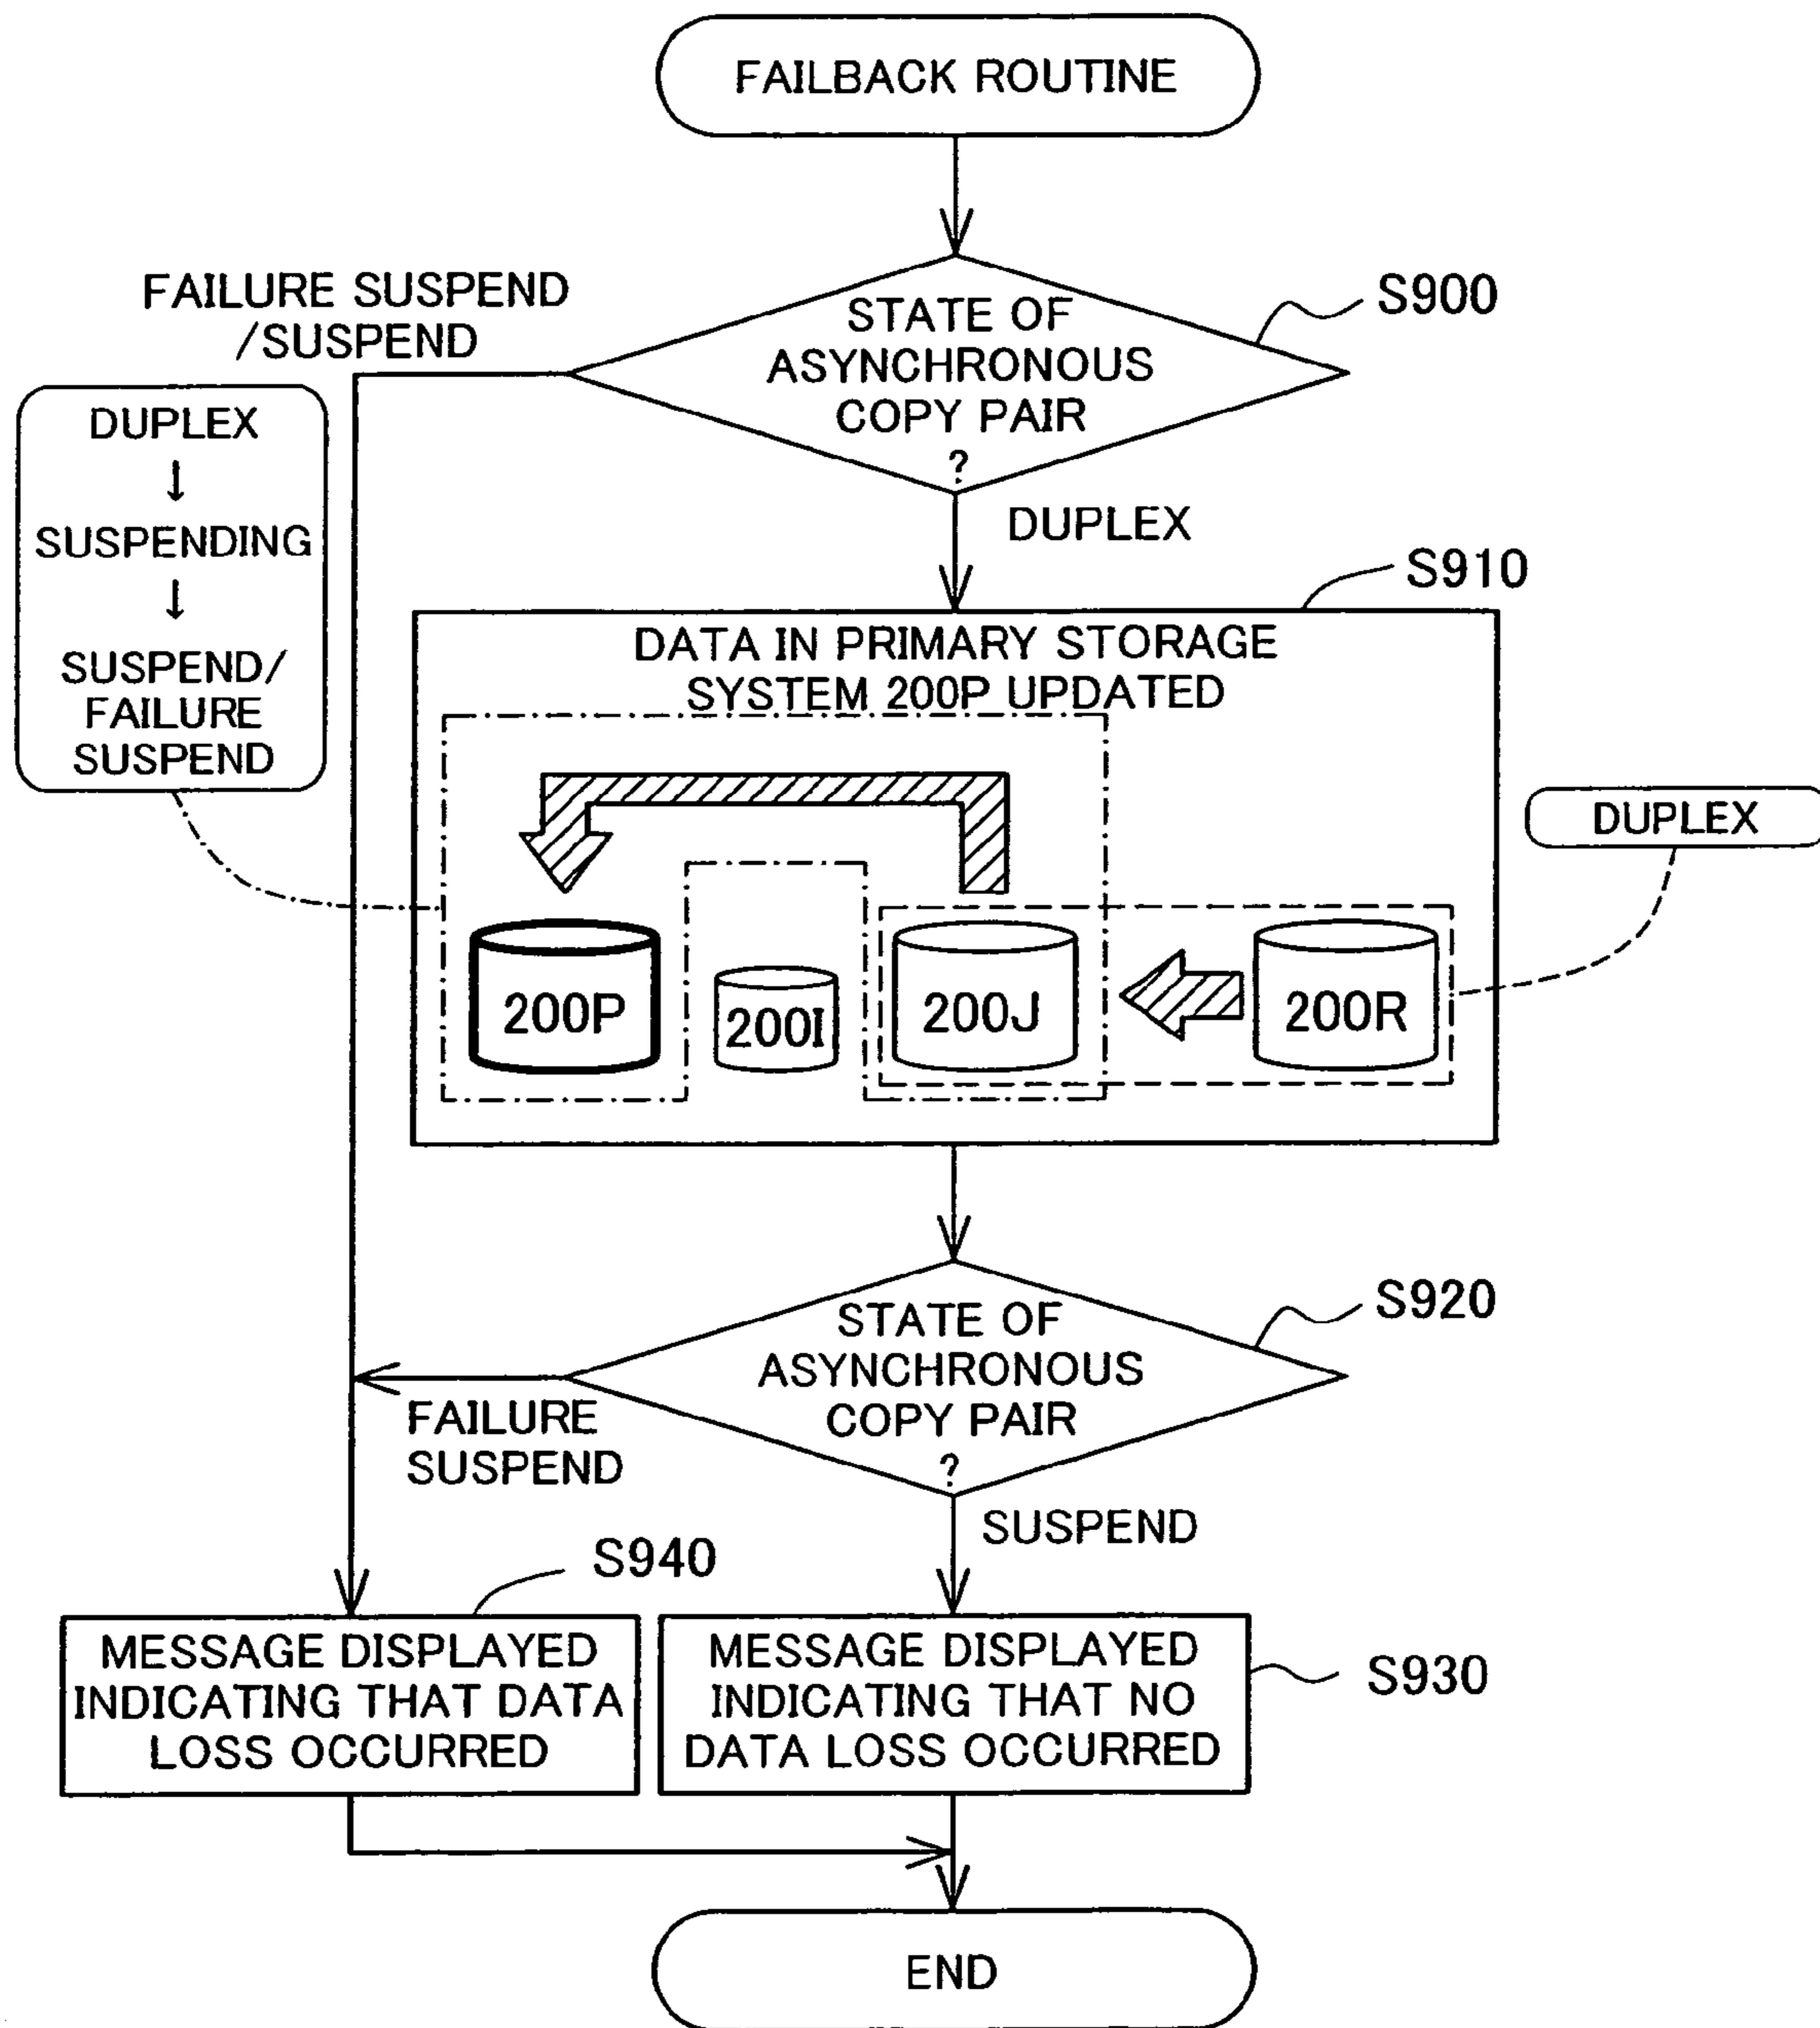 FAILBACK ROUTINE
FAILURE SUSPEND
/SUSPEND
STATE OF
ASYNCHRONOUS
COPY PAIR
?
S900
DUPLEX
↓
SUSPENDING
↓
SUSPEND/
FAILURE
SUSPEND
DUPLEX
S910
DATA IN PRIMARY STORAGE
SYSTEM 200P UPDATED
DUPLEX
200P
200I
200J
200R
STATE OF
ASYNCHRONOUS
COPY PAIR
?
S920
FAILURE
SUSPEND
SUSPEND
S940
MESSAGE DISPLAYED
INDICATING THAT DATA
LOSS OCCURRED
MESSAGE DISPLAYED
INDICATING THAT NO
DATA LOSS OCCURRED
S930
END